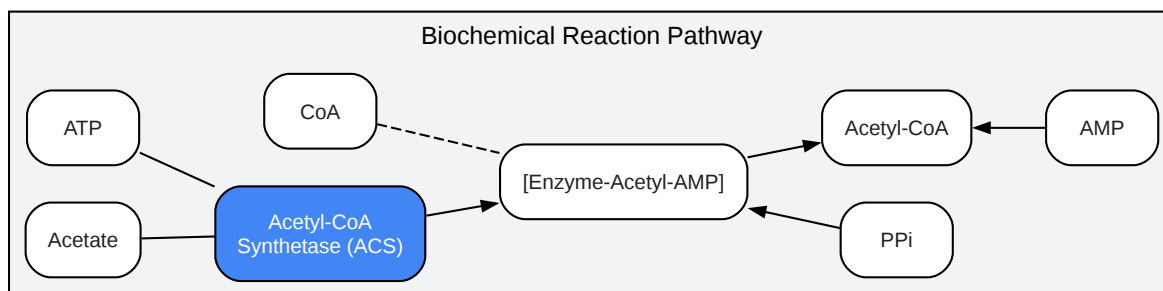 Biochemical Reaction Pathway
ATP
CoA
Acetyl-CoA
AMP
[Enzyme-Acetyl-AMP]
Acetate
Acetyl-CoA
Synthetase (ACS)
PPi